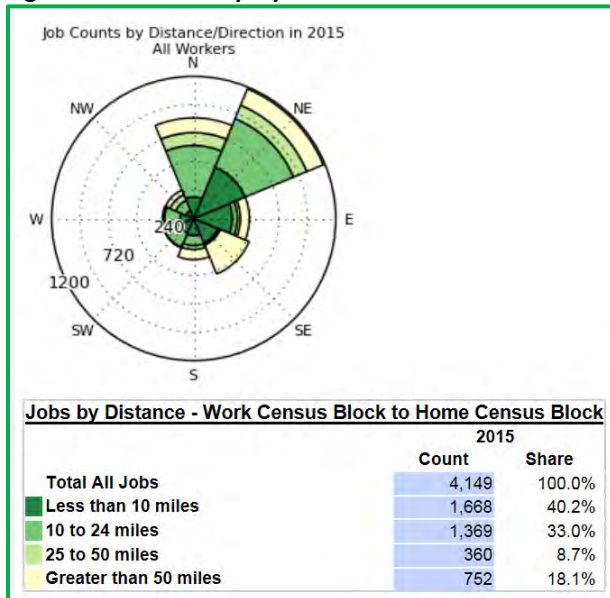 Job Counts by Distance/Direction in 2015
All Workers
N
NW
NE
W
240
E
720
1200
SW
SE
S
Jobs by Distance - Work Census Block to Home Census Block
2015
Count Share
Total All Jobs 4,149 100.0%
Less than 10 miles 1,668 40.2%
10 to 24 miles 1,369 33.0%
25 to 50 miles 360 8.7%
Greater than 50 miles 752 18.1%